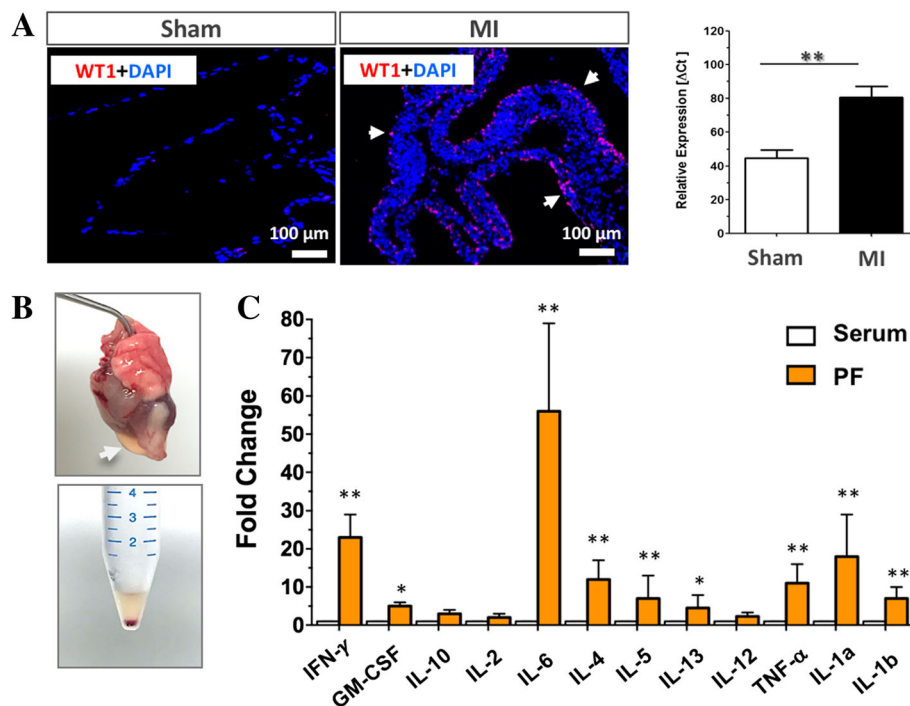 A
Sham
MI
WT1+DAPI
WT1+DAPI
100 µm
100 µm
Relative Expression [ΔCt]
120
100
80
60
40
20
0
**
Sham
MI
B
4
3
2
C
Fold Change
80
70
60
50
40
30
20
10
0
**
*
**
**
**
*
**
**
**
Serum
PF
IFN-γ
GM-CSF
IL-10
IL-2
IL-6
IL-4
IL-5
IL-13
IL-12
TNF-α
IL-1a
IL-1b